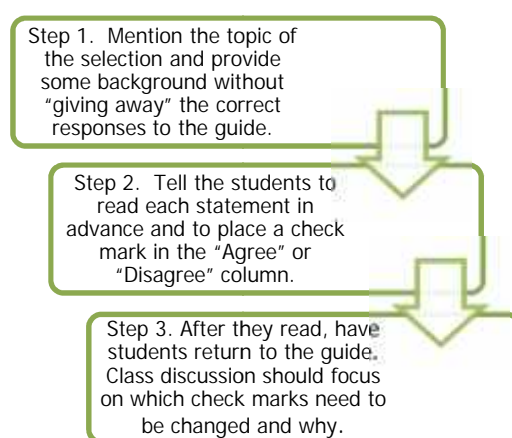 Step 1. Mention the topic of
the selection and provide
some background without
"giving away" the correct
responses to the guide.
Step 2. Tell the students to
read each statement in
advance and to place a check
mark in the "Agree" or
"Disagree" column.
Step 3. After they read, have
students return to the guide.
Class discussion should focus
on which check marks need to
be changed and why.